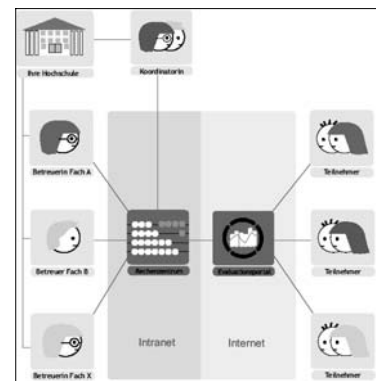 Ihre Hochschule
KoordinatorIn
BetreuerIn Fach A
Teilnehmer
Betreuer Fach B
Rechenzentrum
Evaluationsportal
Teilnehmer
Intranet
Internet
BetreuerIn Fach X
Teilnehmer